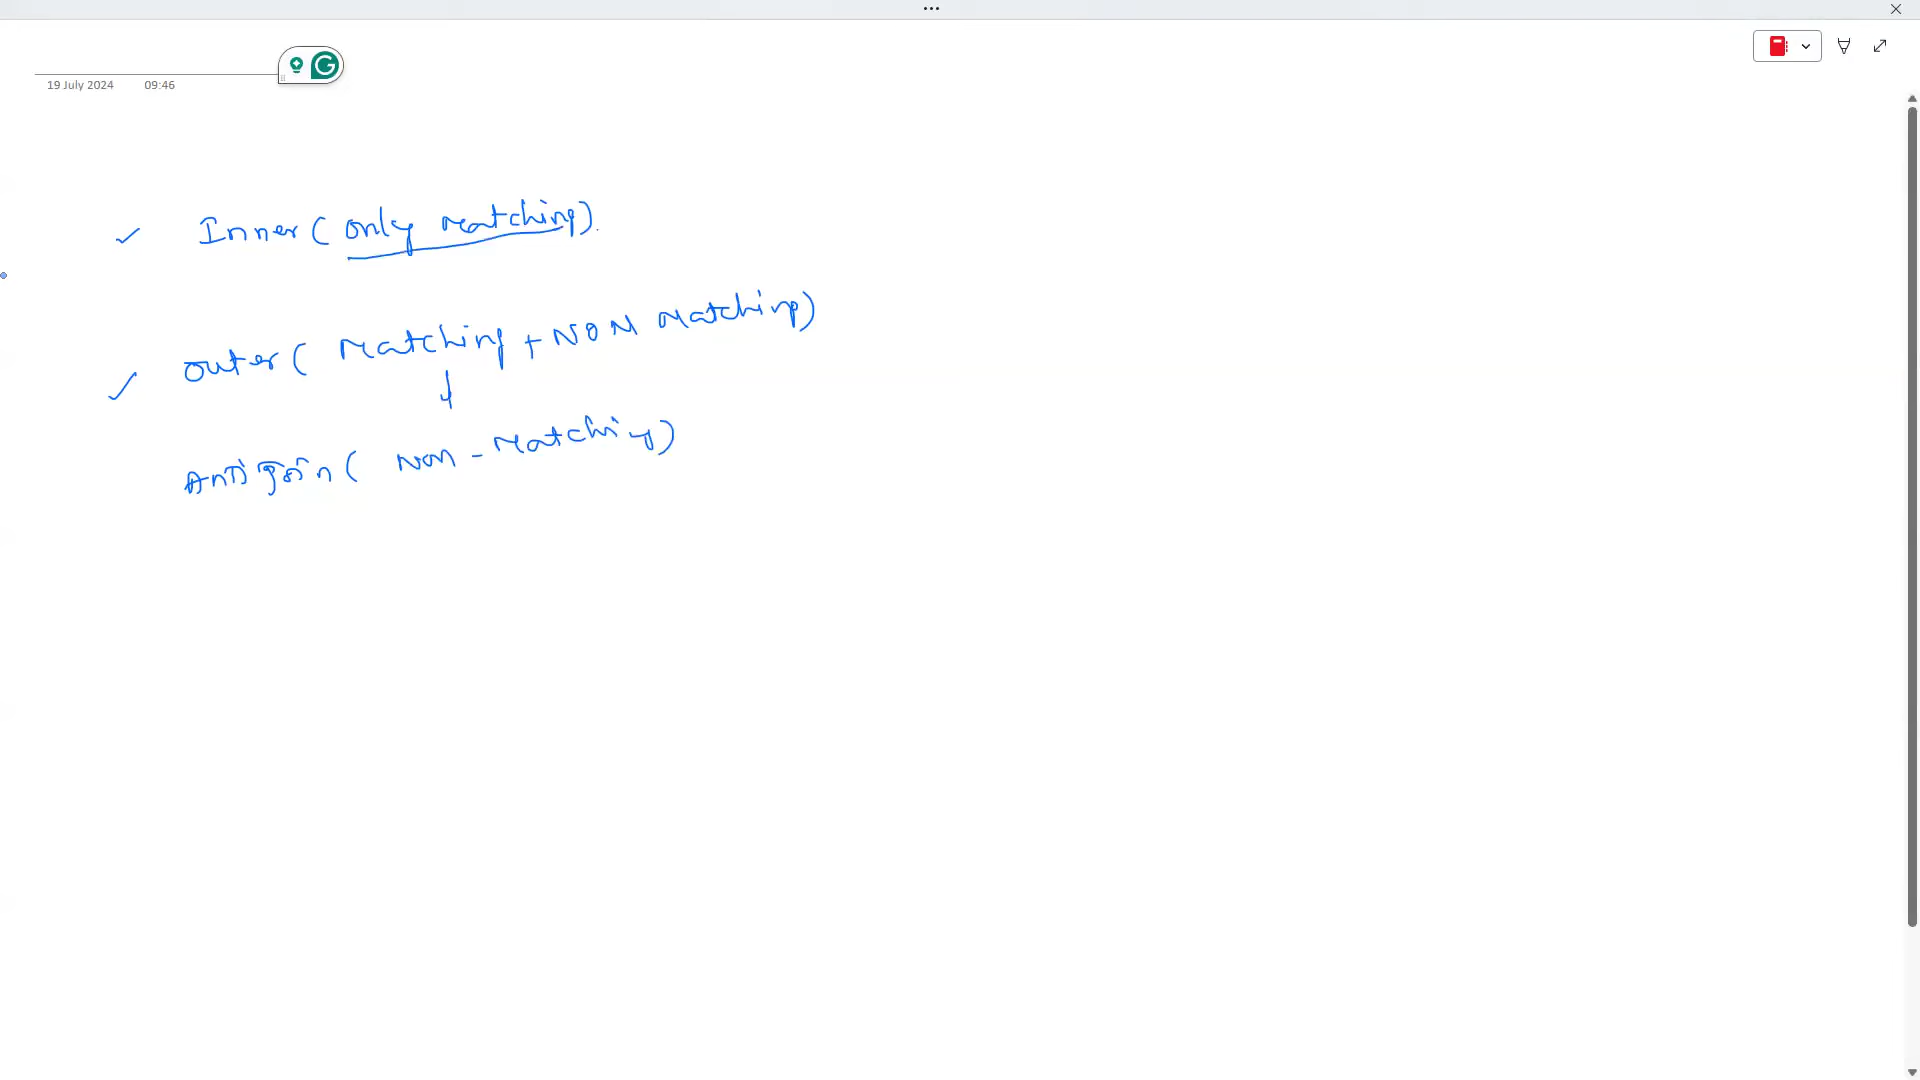 19 July 2024 09:46
Inner (only matching).
outer ( Matching + NON Matching)
Anti Join ( Non - Matching)